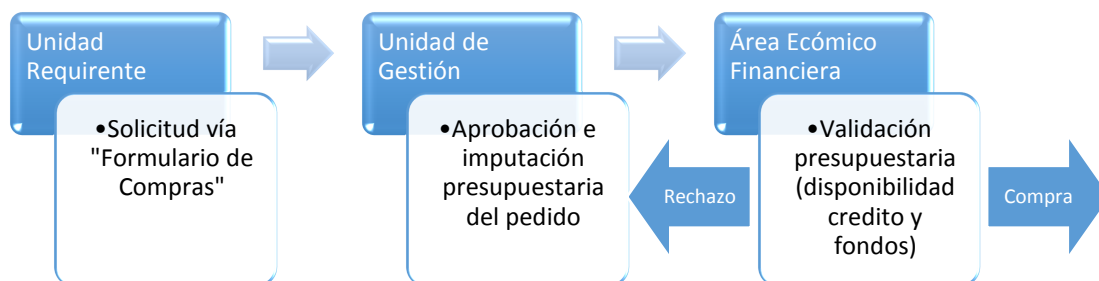 Unidad
Requirente
•Solicitud vía
"Formulario de
Compras"
Unidad de
Gestión
•Aprobación e
imputación
presupuestaria
del pedido
Área Ecómico
Financiera
•Validación
presupuestaria
(disponibilidad
credito y
fondos)
Rechazo
Compra